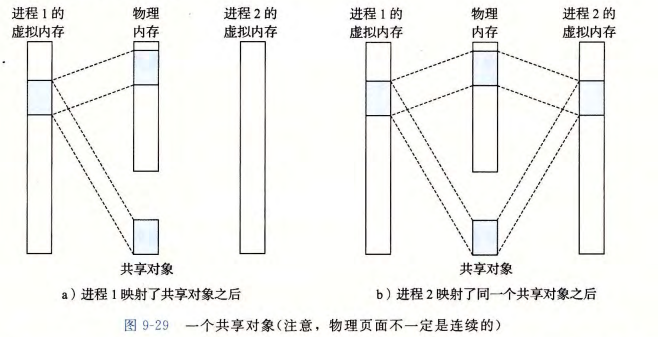 进程1的
虚拟内存
物理
内存
进程2的
虚拟内存
共享对象
a）进程1映射了共享对象之后
进程1的
虚拟内存
物理
内存
进程2的
虚拟内存
共享对象
b）进程2映射了同一个共享对象之后
图 9-29 一个共享对象(注意，物理页面不一定是连续的)